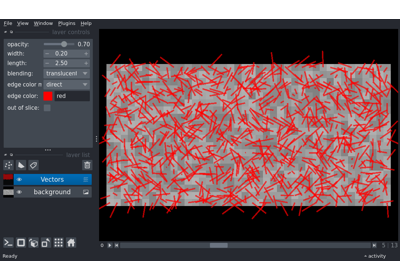 File View Window Plugins Help
layer controls
opacity: 0.70
width: 0.20
length: 2.50
blending: translucent
edge color m direct
edge color: red
out of slice:
layer list
Vectors
background
0 5 13
Ready activity